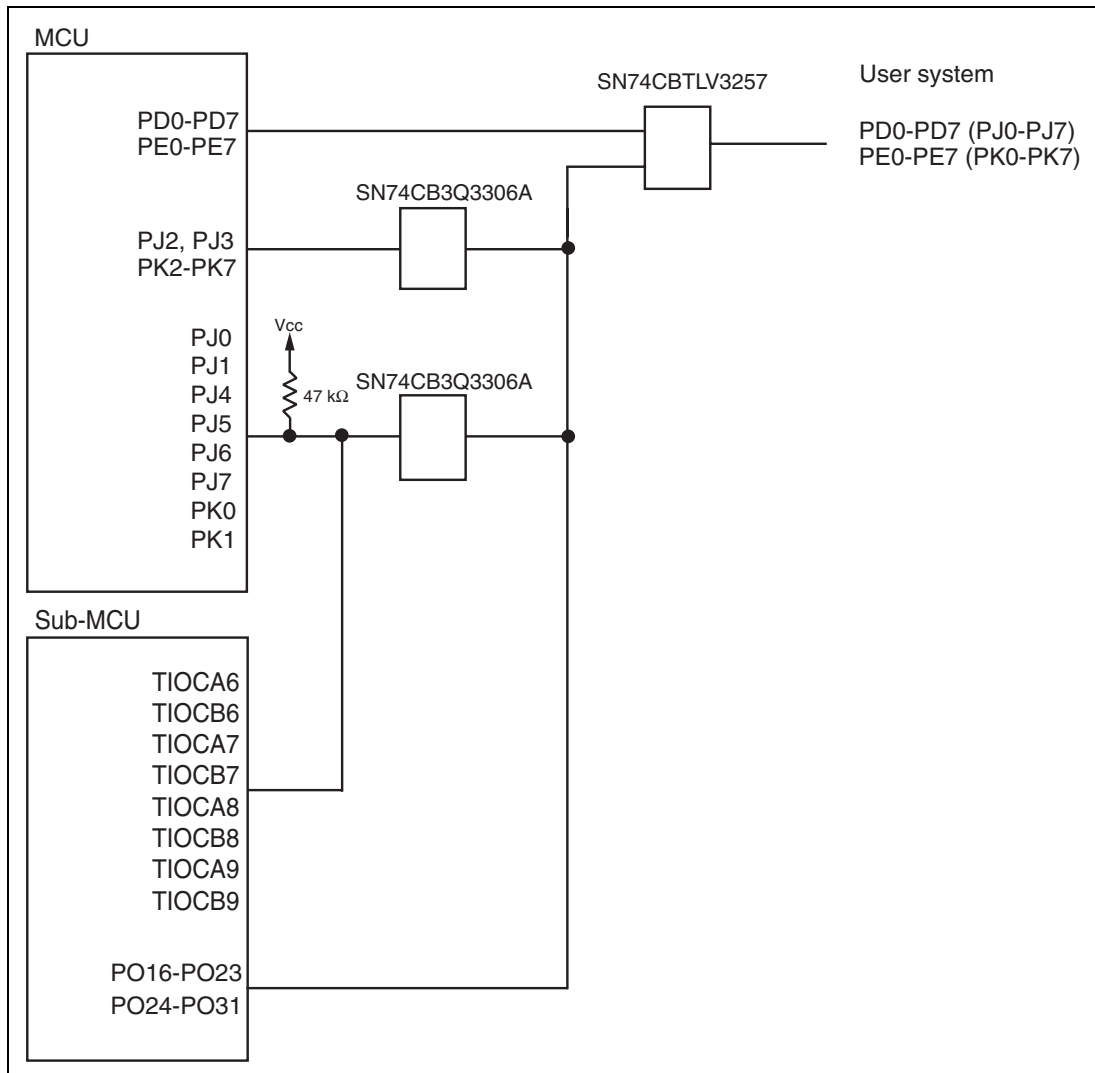 MCU
SN74CBTLV3257
User system
PD0-PD7
PE0-PE7
PD0-PD7 (PJ0-PJ7)
PE0-PE7 (PK0-PK7)
SN74CB3Q3306A
PJ2, PJ3
PK2-PK7
PJ0
PJ1
PJ4
PJ5
PJ6
PJ7
PK0
PK1
Vcc
47 kΩ
SN74CB3Q3306A
Sub-MCU
TIOCA6
TIOCB6
TIOCA7
TIOCB7
TIOCA8
TIOCB8
TIOCA9
TIOCB9
PO16-PO23
PO24-PO31